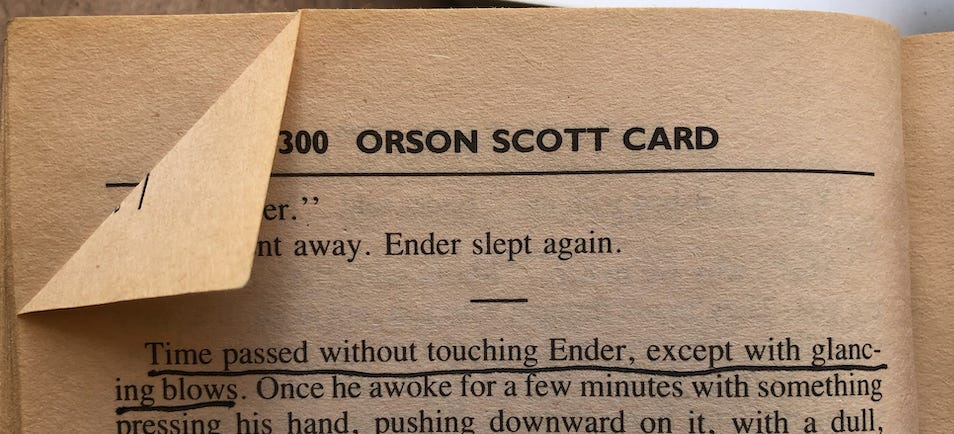 300 ORSON SCOTT CARD
er.”
nt away. Ender slept again.
Time passed without touching Ender, except with glanc-
ing blows. Once he awoke for a few minutes with something
pressing his hand, pushing downward on it, with a dull,